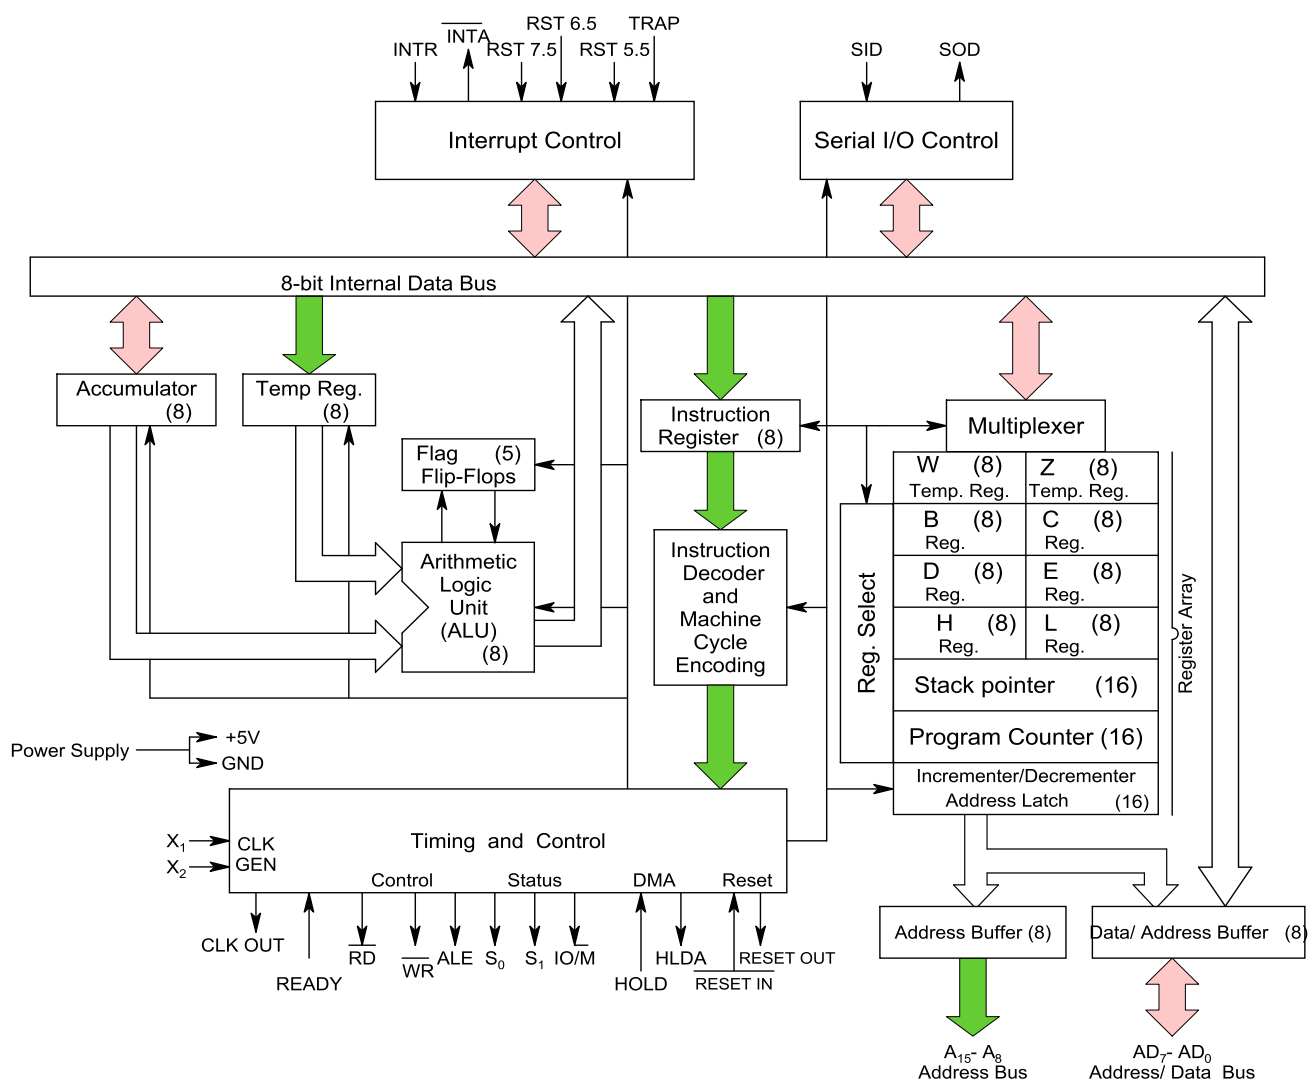 RST 6.5 TRAP
INTA
INTR RST 7.5 RST 5.5 SID SOD
Interrupt Control Serial I/O Control
8-bit Internal Data Bus
Accumulator
(8)
Temp Reg.
(8)
Flag (5)
Flip-Flops
Arithmetic
Logic
Unit
(ALU)
(8)
Instruction
Register (8)
Instruction
Decoder
and
Machine
Cycle
Encoding
Multiplexer
W (8)
Temp. Reg.
Z (8)
Temp. Reg.
B (8)
Reg.
C (8)
Reg.
D (8)
Reg.
E (8)
Reg.
H (8)
Reg.
L (8)
Reg.
Stack pointer (16)
Program Counter (16)
Incrementer/Decrementer
Address Latch (16)
Reg. Select
Register Array
Power Supply
+5V
GND
X1
X2
CLK
GEN
Timing and Control
Control Status DMA Reset
CLK OUT
READY
RD
WR
ALE
S0
S1
IO/M
HOLD
HLDA
RESET IN
RESET OUT
Address Buffer (8)
Data/ Address Buffer (8)
A15- A8
Address Bus
AD7- AD0
Address/ Data Bus